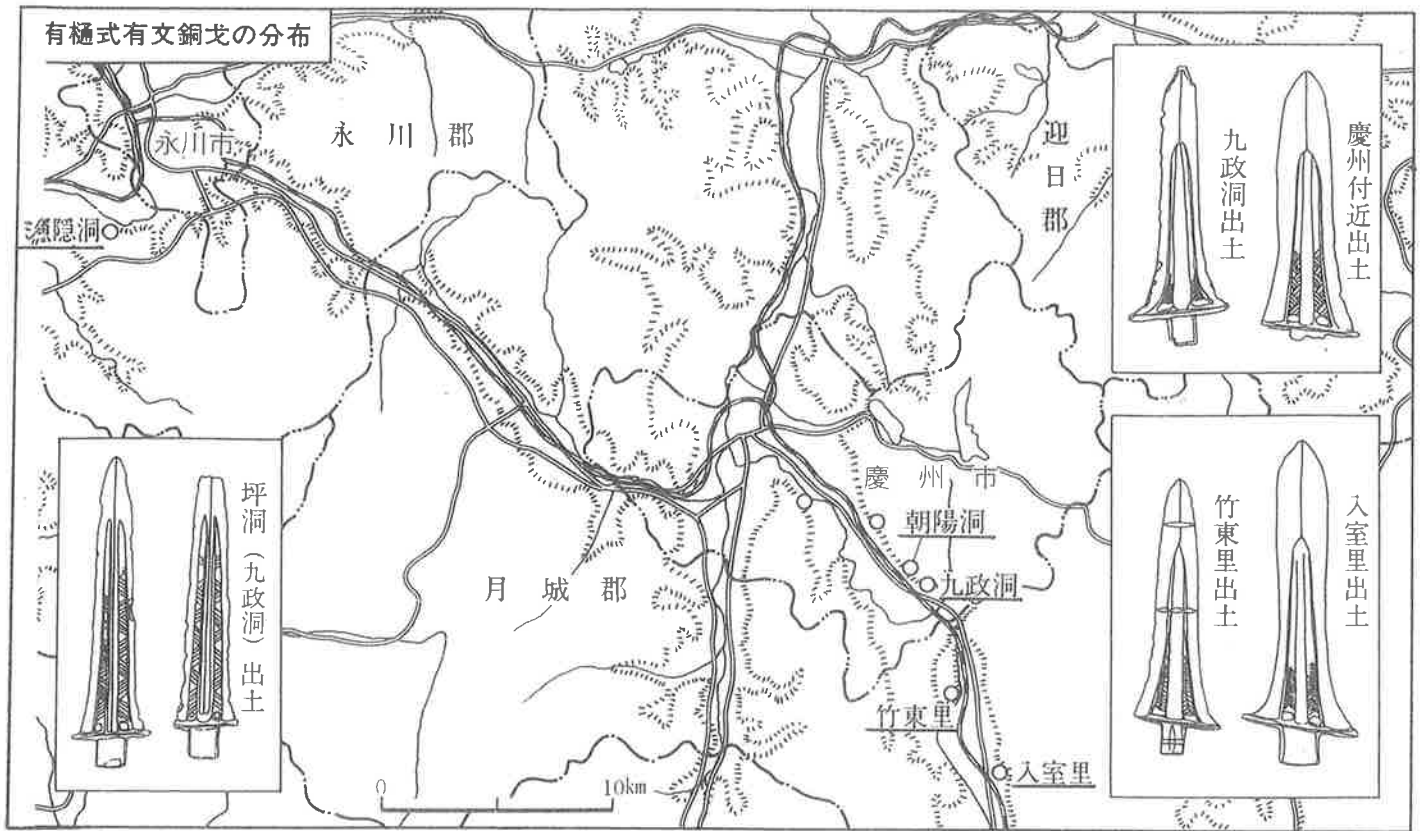 有樋式有文銅戈の分布
永川市
永川郡
迎日郡
漁隠洞
九政洞出土
慶州付近出土
坪洞（九政洞）出土
月城郡
慶州市
朝陽洞
九政洞
竹東里
入室里
竹東里出土
入室里出土
0
10km